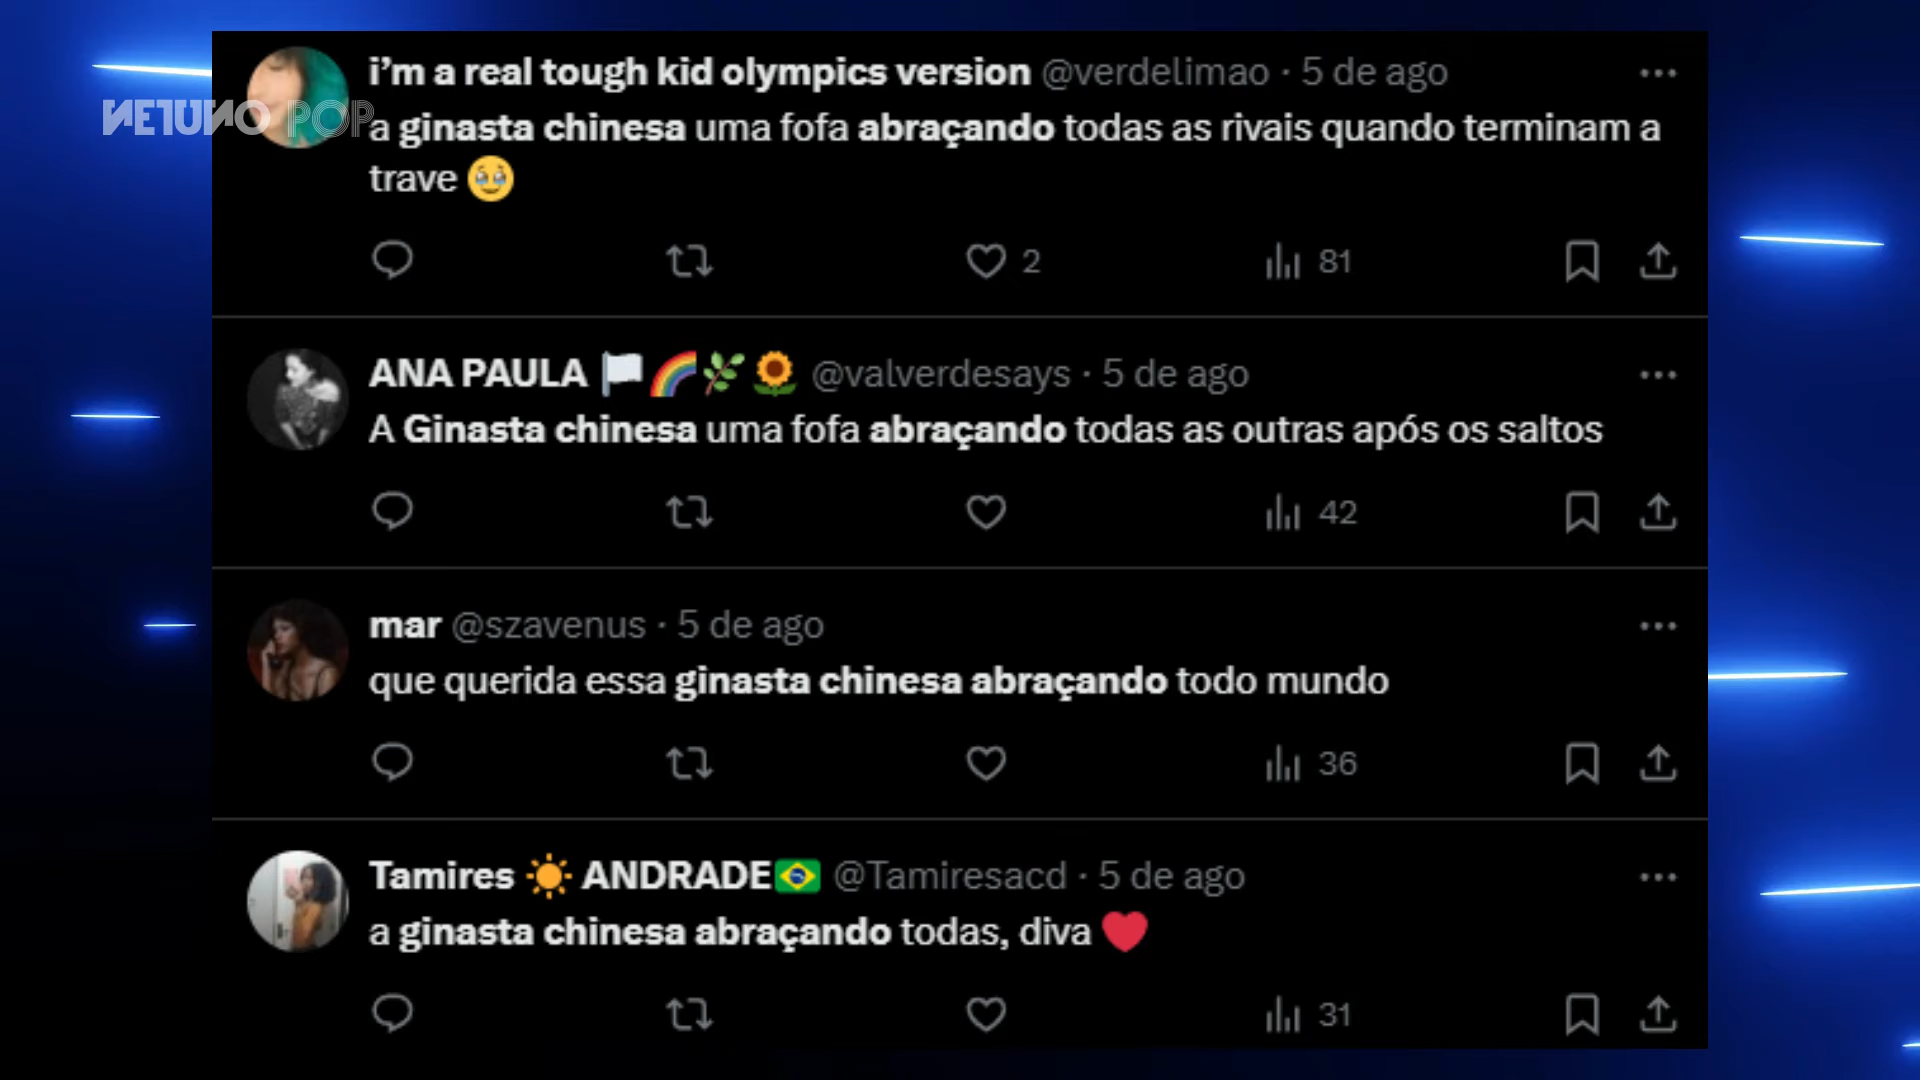 NETUNO POP
i’m a real tough kid olympics version @verdelimao · 5 de ago
a ginasta chinesa uma fofa abraçando todas as rivais quando terminam a
trave 🥹
2 81
ANA PAULA 🏳️🌈🌿🌻 @valverdesays · 5 de ago
A Ginasta chinesa uma fofa abraçando todas as outras após os saltos
42
mar @szavenus · 5 de ago
que querida essa ginasta chinesa abraçando todo mundo
36
Tamires ☀️ ANDRADE🇧🇷 @Tamiresacd · 5 de ago
a ginasta chinesa abraçando todas, diva ❤️
31